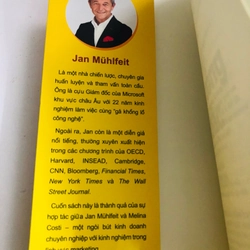 Jan Mühlfeit
Là một nhà chiến lược, chuyên gia
huấn luyện và tham vấn toàn cầu.
Ông là cựu Giám đốc của Microsoft
khu vực châu Âu với 22 năm kinh
nghiệm làm việc cùng "gã khổng lồ
công nghệ".
Ngoài ra, Jan còn là một diễn giả
nổi tiếng, thường xuyên xuất hiện
trong các chương trình của OECD,
Harvard, INSEAD, Cambridge,
CNN, Bloomberg, Financial Times,
New York Times và The Wall
Street Journal.
Cuốn sách này là thành quả của sự
hợp tác giữa Jan Mühlfeit và Melina
Costi – một ngòi bút kinh doanh
chuyên nghiệp với kinh nghiệm trong